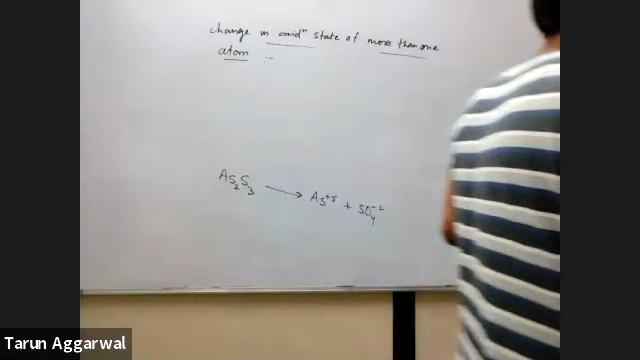 change in oxidⁿ state of more than one
atom :-
As₂S₃ → As⁺⁵ + SO₄⁻²
Tarun Aggarwal